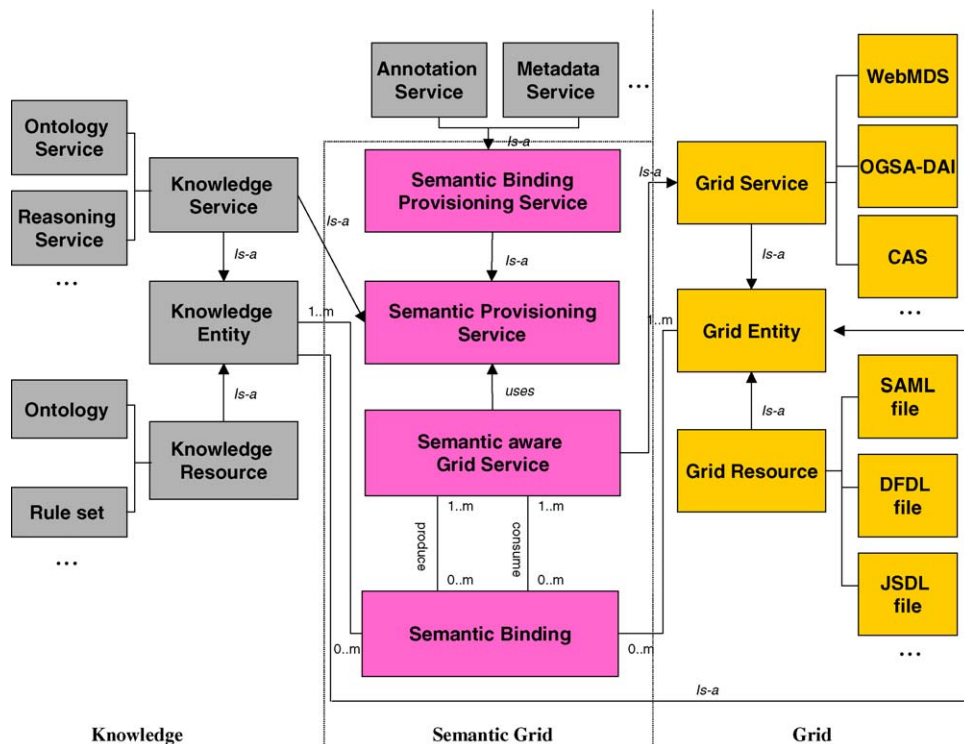 Annotation
Service
Metadada
Service
...
Is-a
Ontology
Service
Reasoning
Service
...
Knowledge
Service
Is-a
Is-a
Knowledge
Entity
1..m
Is-a
Ontology
Rule set
...
Knowledge
Resource
Semantic Binding
Provisioning Service
Is-a
Semantic Provisioning
Service
uses
Semantic aware
Grid Service
1..m
1..m
produce
consume
0..m
0..m
Semantic Binding
0..m
0..m
Is-a
Grid Service
Is-a
1..m
Grid Entity
Is-a
Grid Resource
WebMDS
OGSA-DAI
CAS
...
SAML
file
DFDL
file
JSDL
file
...
Is-a
Knowledge
Semantic Grid
Grid